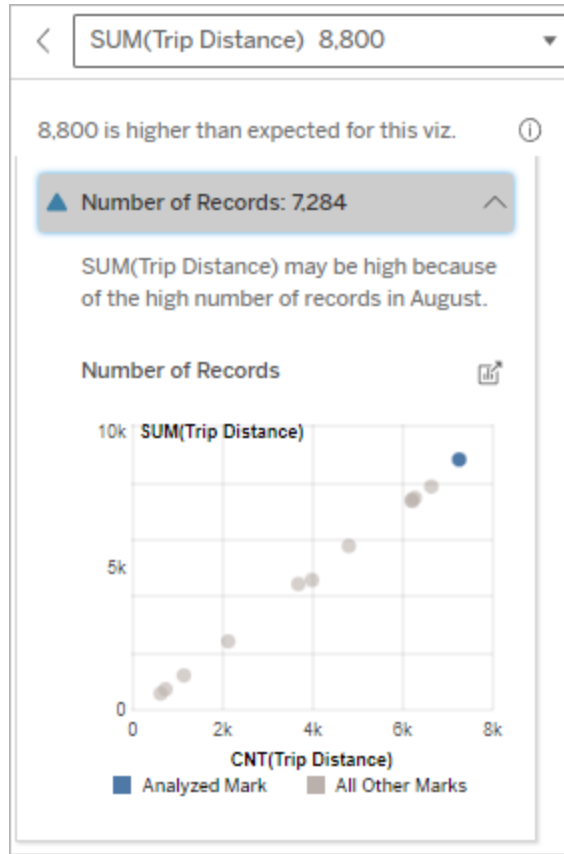 SUM(Trip Distance) 8,800
8,800 is higher than expected for this viz.
Number of Records: 7,284
SUM(Trip Distance) may be high because
of the high number of records in August.
Number of Records
10k SUM(Trip Distance)
5k
0
0 2k 4k 6k 8k
CNT(Trip Distance)
Analyzed Mark All Other Marks